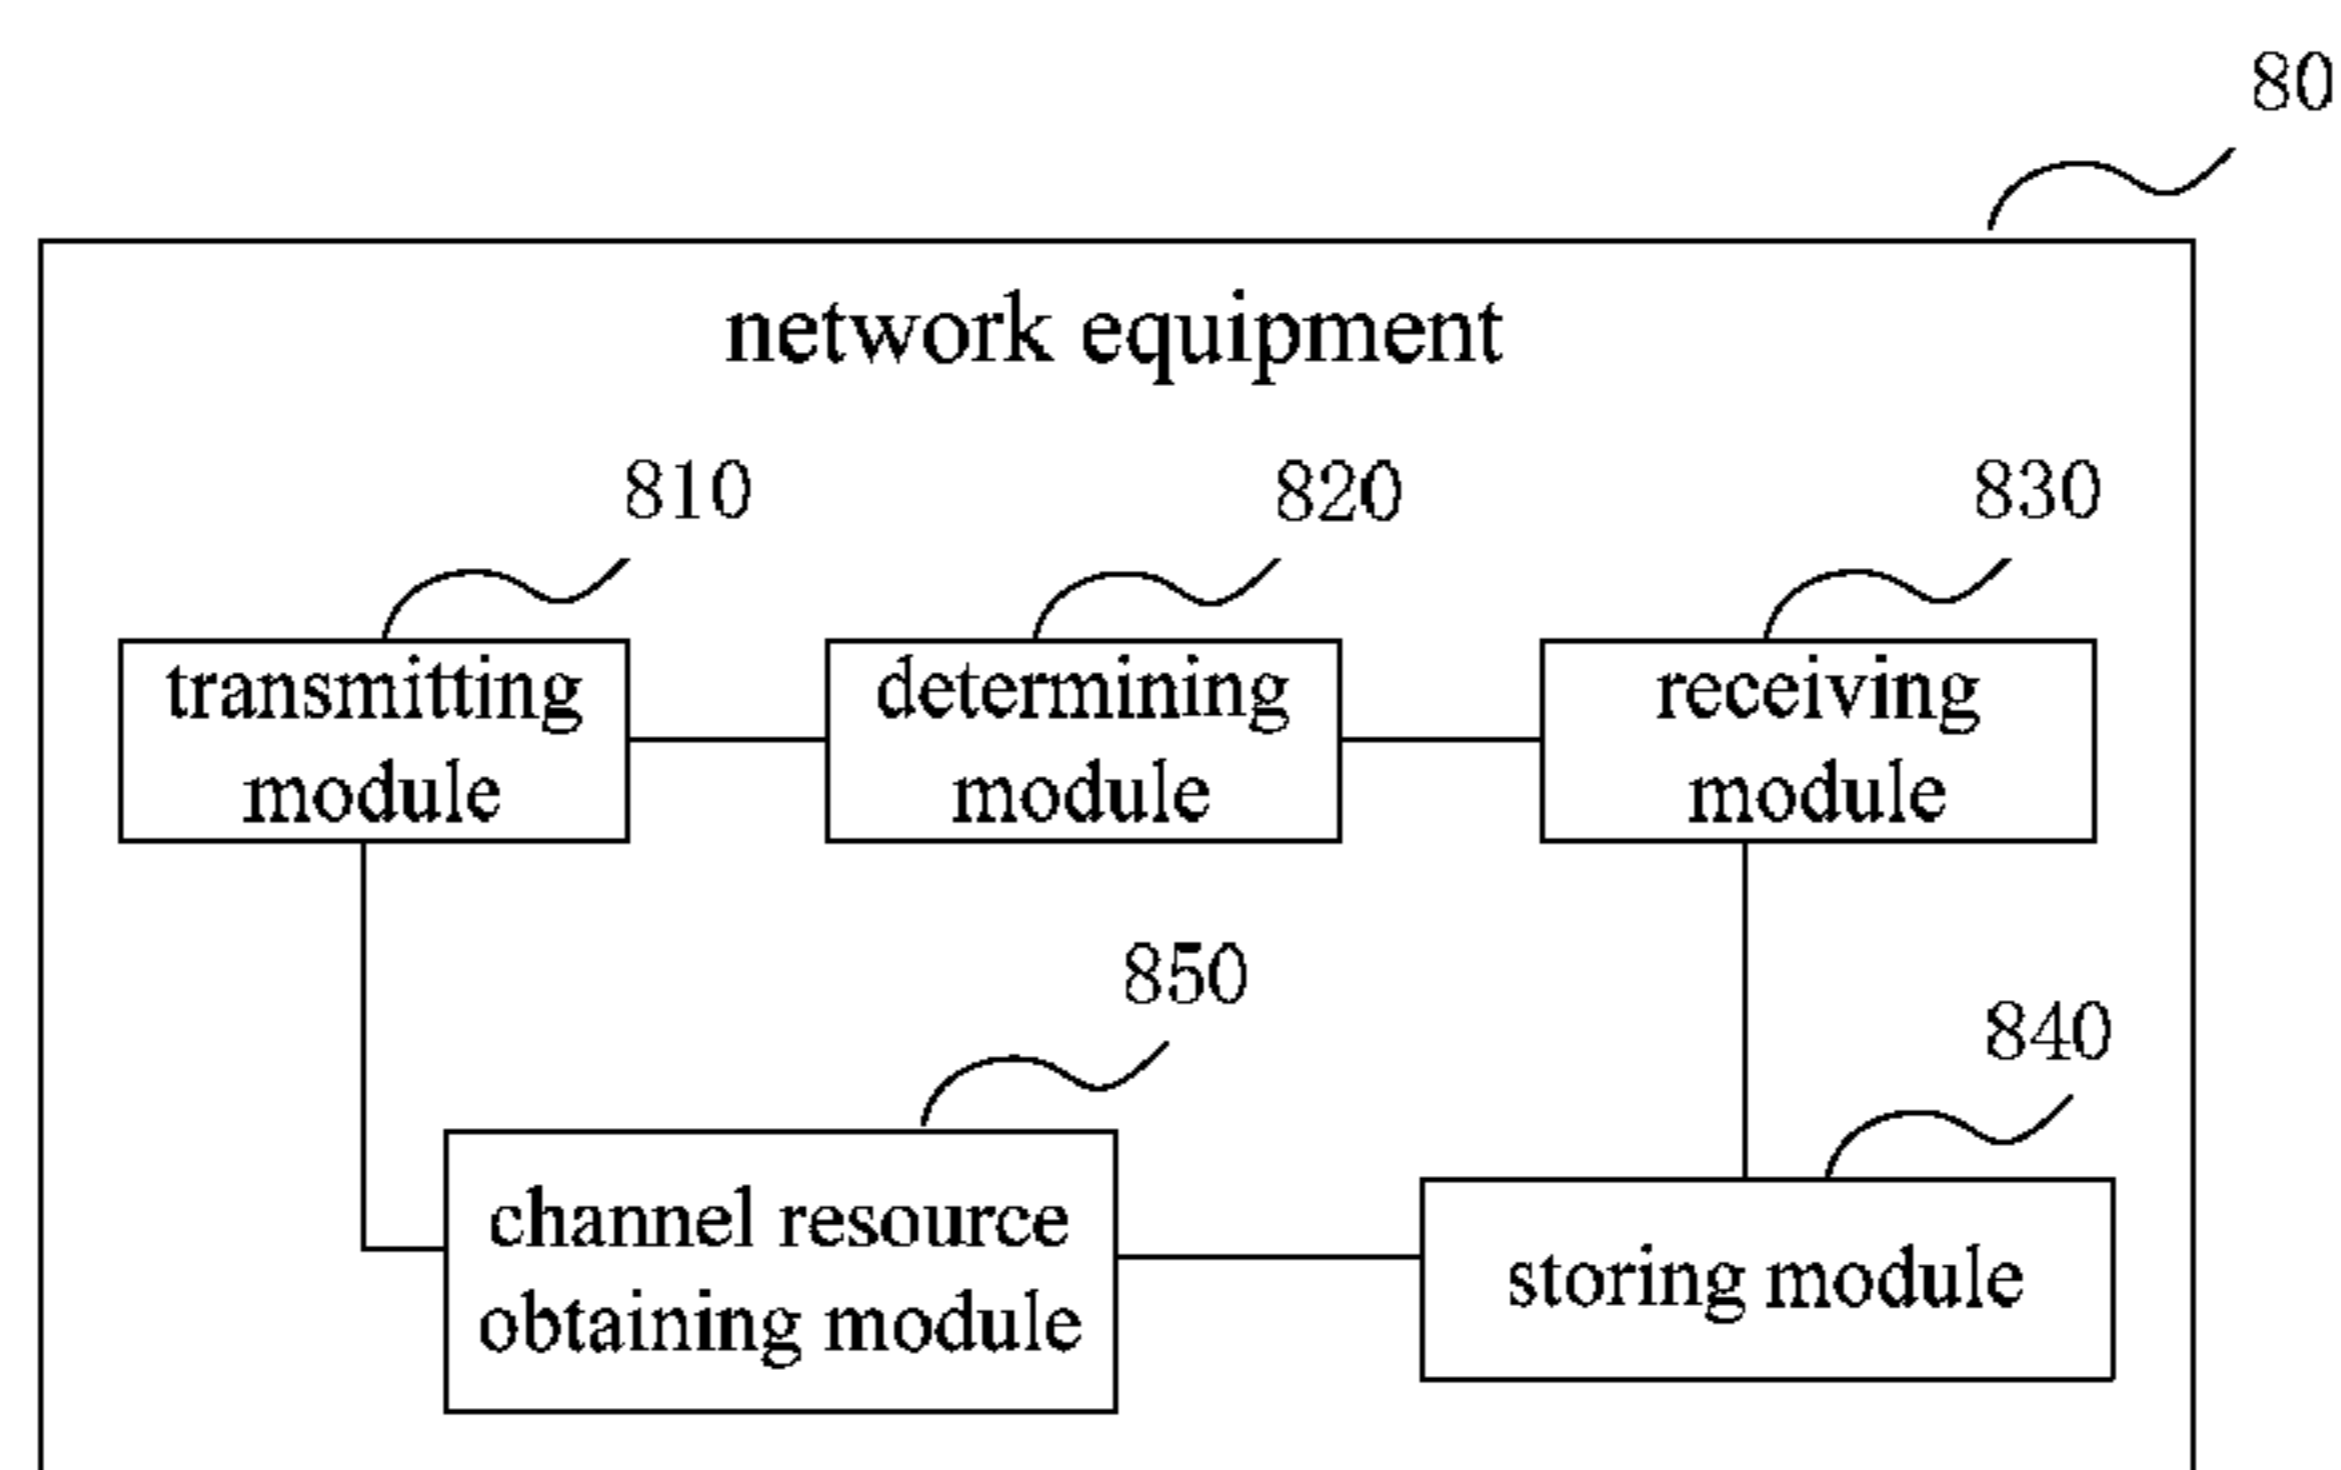 80
network equipment
810
820
830
transmitting
module
determining
module
receiving
module
850
840
channel resource
obtaining module
storing module